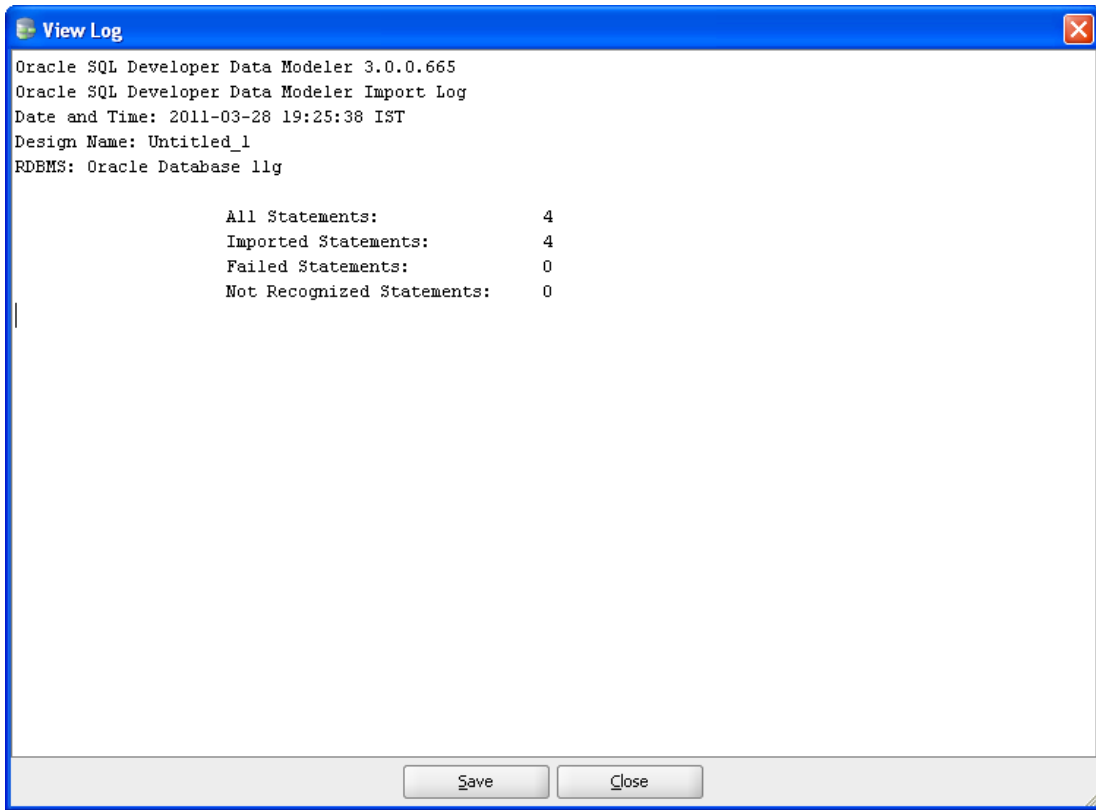 View Log
Oracle SQL Developer Data Modeler 3.0.0.665
Oracle SQL Developer Data Modeler Import Log
Date and Time: 2011-03-28 19:25:38 IST
Design Name: Untitled_1
RDBMS: Oracle Database 11g
All Statements: 4
Imported Statements: 4
Failed Statements: 0
Not Recognized Statements: 0
Save Close